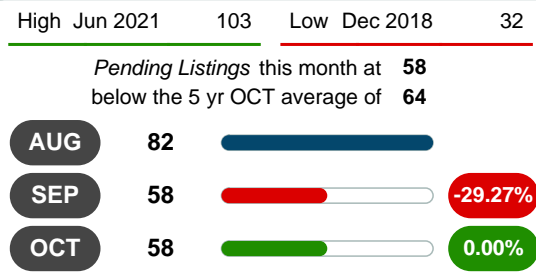 High Jun 2021 103 Low Dec 2018 32
Pending Listings this month at 58
below the 5 yr OCT average of 64
AUG 82
SEP 58 -29.27%
OCT 58 0.00%